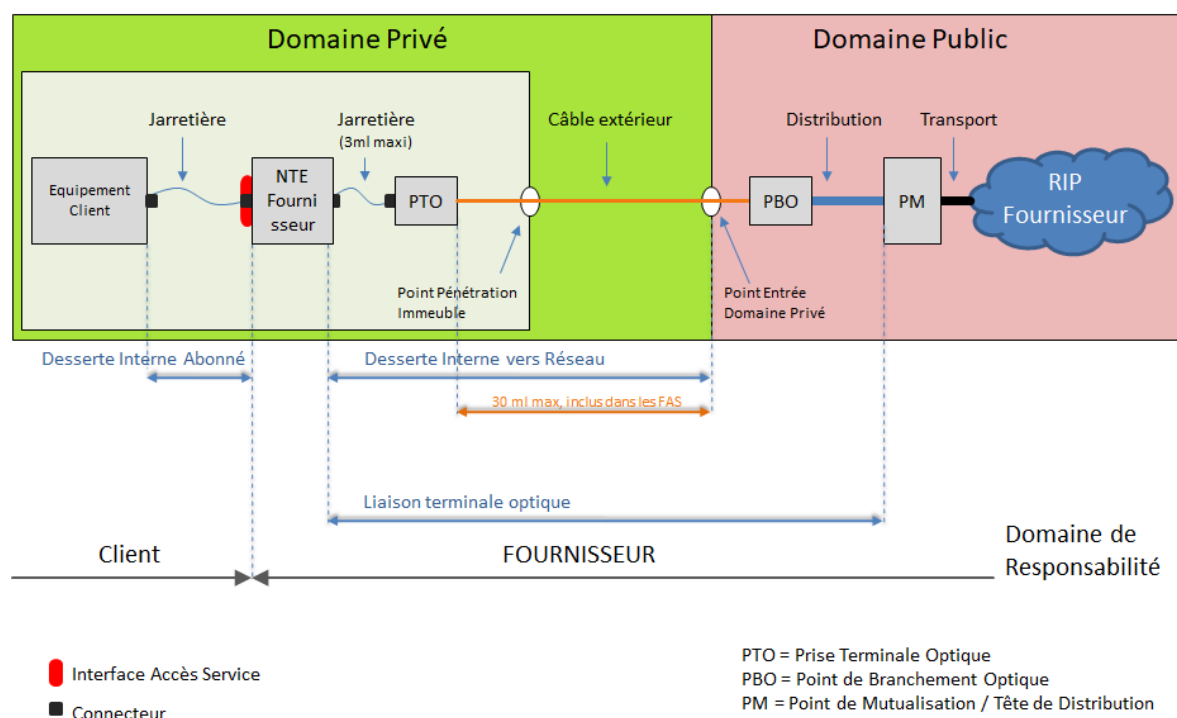 Domaine Privé
Domaine Public
Jarretière
Jarretière
(3ml maxi)
Câble extérieur
Distribution
Transport
Equipement
Client
NTE
Fourni
sseur
PTO
PBO
PM
RIP
Fournisseur
Point Pénétration
Immeuble
Point Entrée
Domaine Privé
Desserte Interne Abonné
Desserte Interne vers Réseau
30 ml max, inclus dans les FAS
Liaison terminale optique
Client
FOURNISSEUR
Domaine de
Responsabilité
Interface Accès Service
Connecteur
PTO = Prise Terminale Optique
PBO = Point de Branchement Optique
PM = Point de Mutualisation / Tête de Distribution